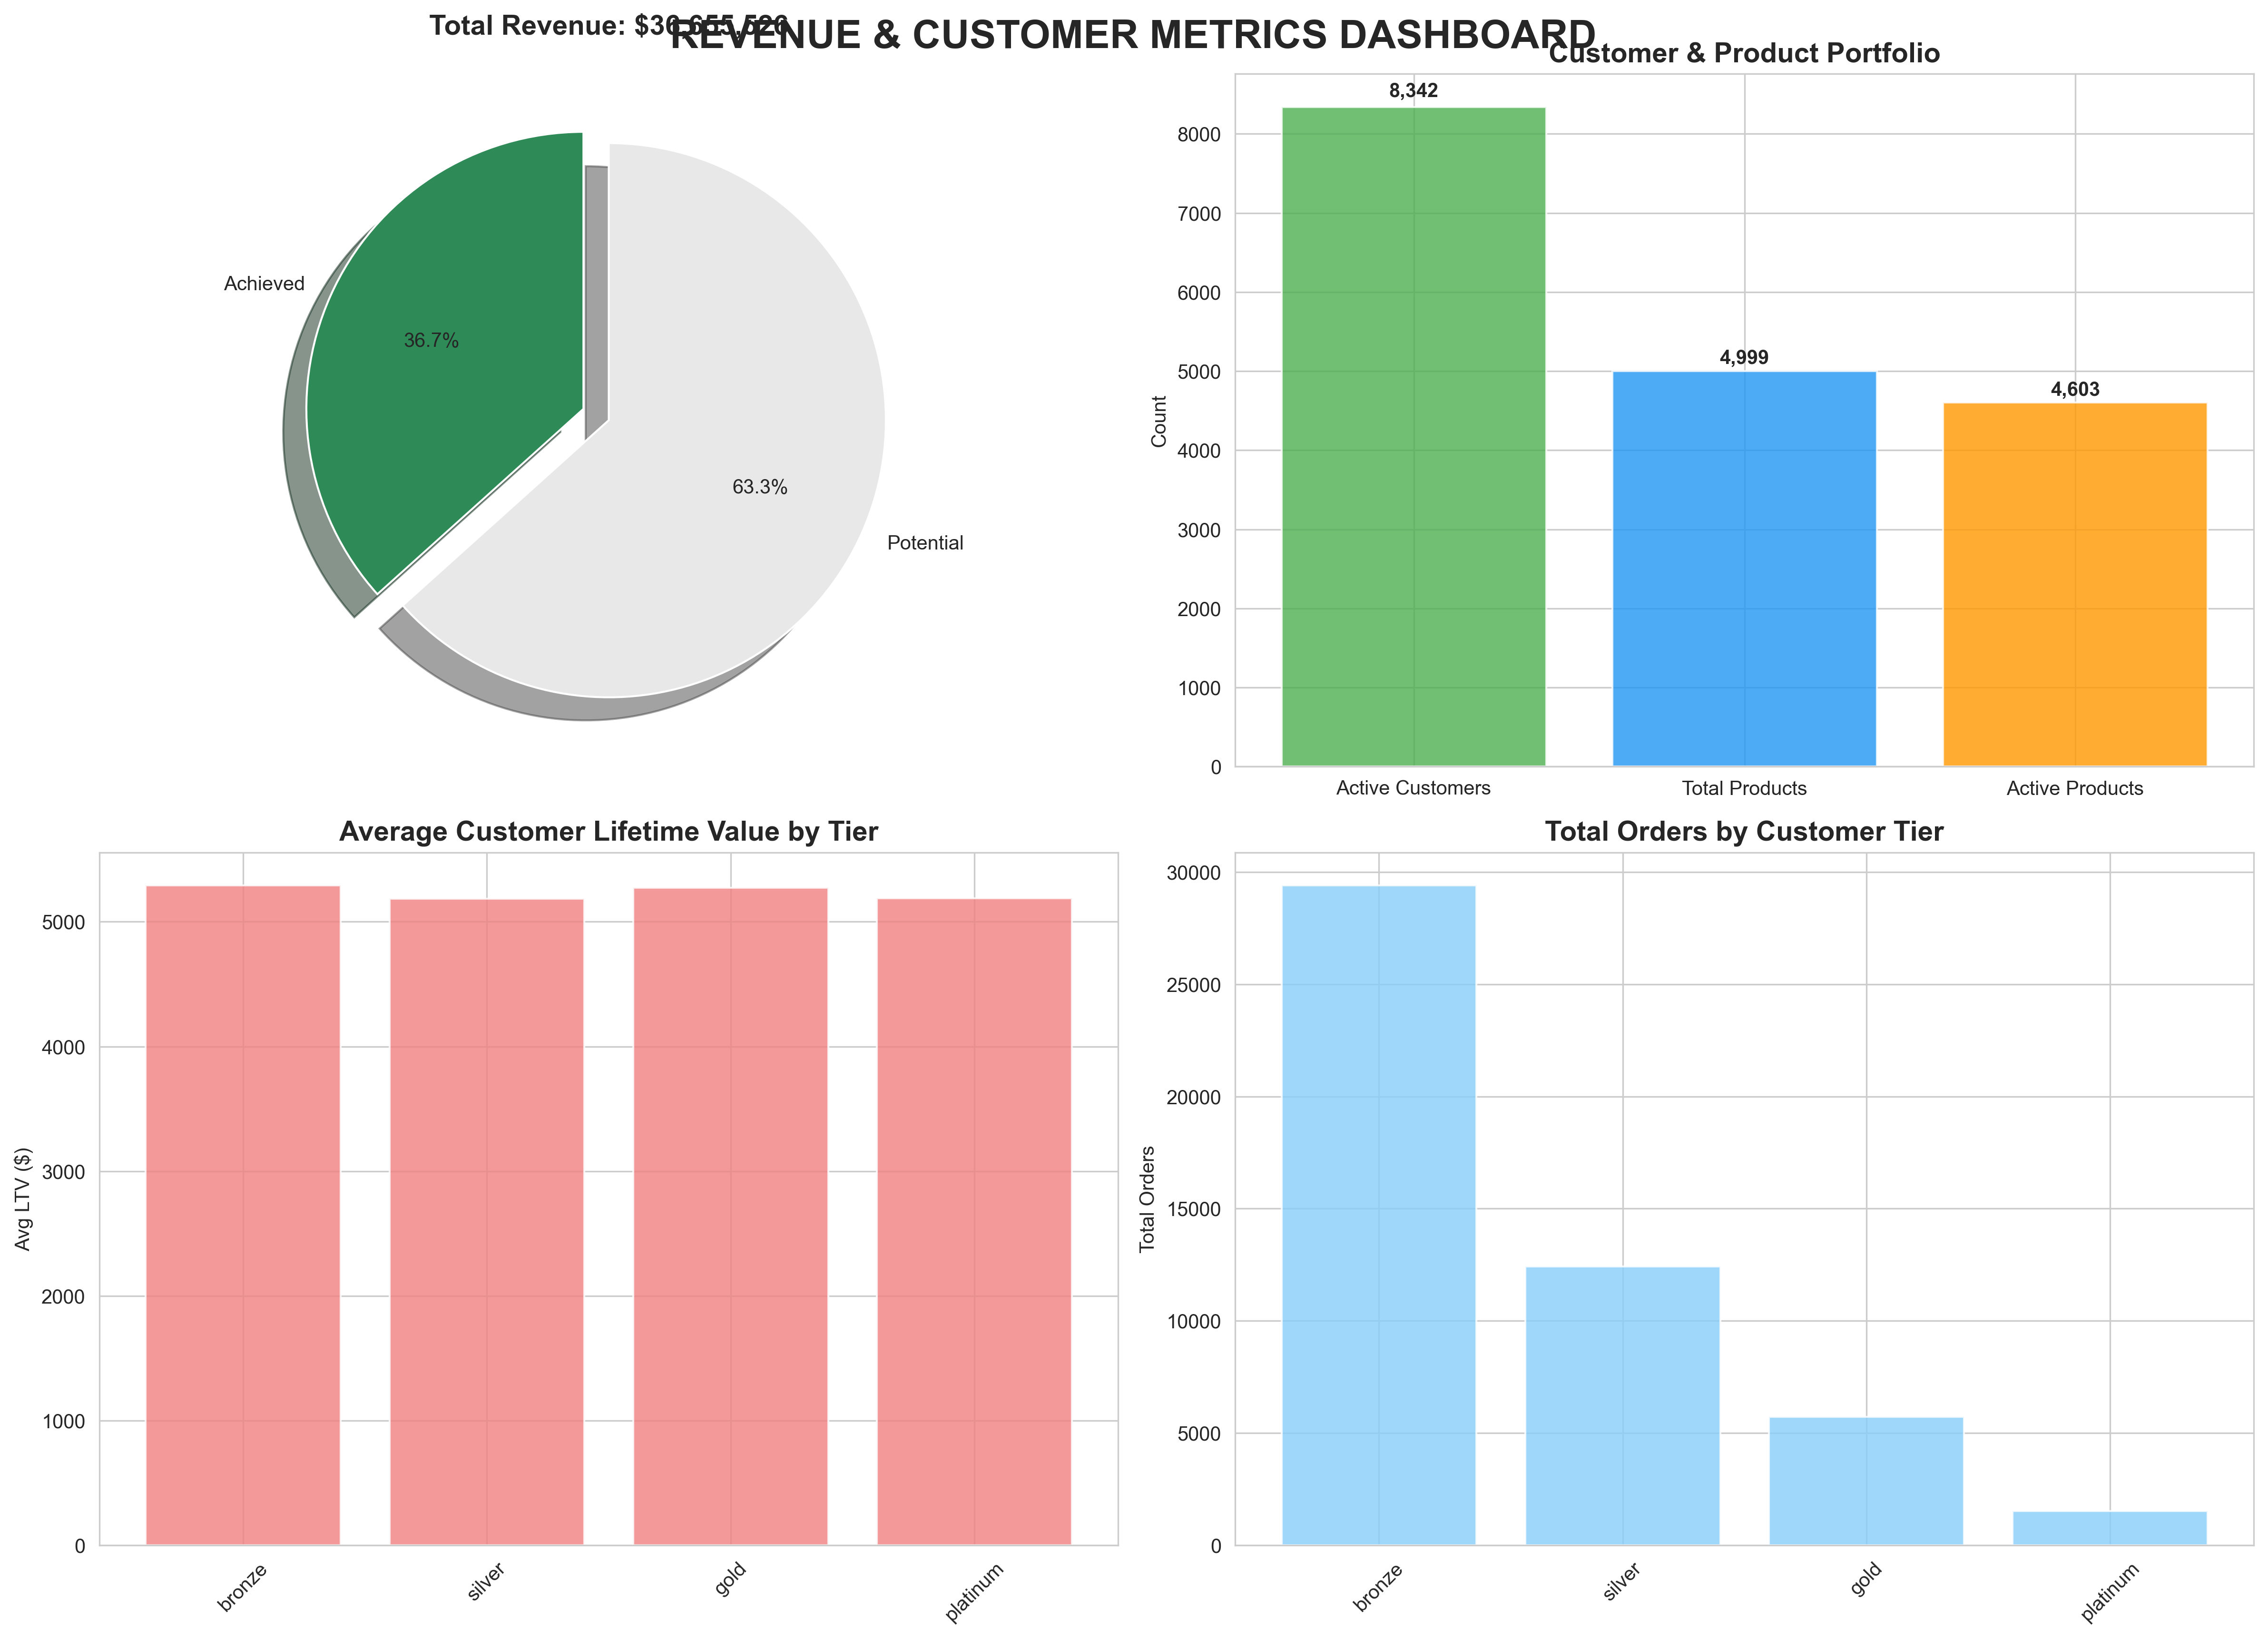 Total Revenue:
REVENUE & CUSTOMER METRICS DASHBOARD
Achieved
36.7%
63.3%
Potential
Customer & Product Portfolio
Count
8000
7000
6000
5000
4000
3000
2000
1000
0
8,342
4,999
4,603
Active Customers
Total Products
Active Products
Average Customer Lifetime Value by Tier
Avg LTV ($)
5000
4000
3000
2000
1000
0
bronze
silver
gold
platinum
Total Orders by Customer Tier
Total Orders
30000
25000
20000
15000
10000
5000
0
bronze
silver
gold
platinum